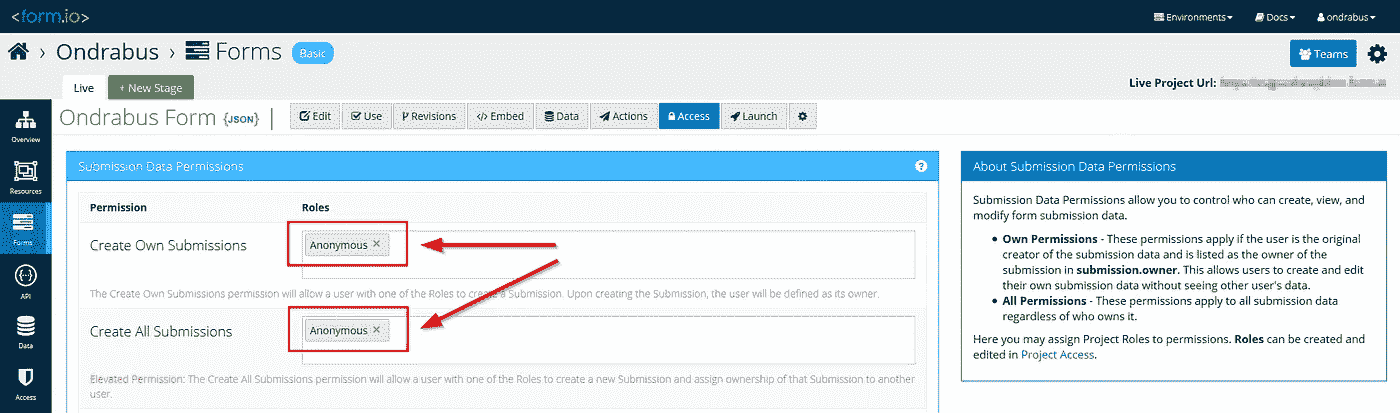 <form.io>
Environments
Docs
ondrabus
> Ondrabus > Forms Basic
Teams
Live
+ New Stage
Live Project Url:
Ondrabus Form {JSON}
Edit
Use
Revisions
</> Embed
Data
Actions
Access
Launch
Overview
Resources
Forms
API
Data
Access
Submission Data Permissions
?
Permission Roles
Create Own Submissions
Anonymous ×
The Create Own Submissions permission will allow a user with one of the Roles to create a Submission. Upon creating the Submission, the user will be defined as its owner.
Create All Submissions
Anonymous ×
Elevated Permission: The Create All Submissions permission will allow a user with one of the Roles to create a new Submission and assign ownership of that Submission to another
user.
About Submission Data Permissions
Submission Data Permissions allow you to control who can create, view, and
modify form submission data.
• Own Permissions - These permissions apply if the user is the original
creator of the submission data and is listed as the owner of the
submission in submission.owner. This allows users to create and edit
their own submission data without seeing other user's data.
• All Permissions - These permissions apply to all submission data
regardless of who owns it.
Here you may assign Project Roles to permissions. Roles can be created and
edited in Project Access.